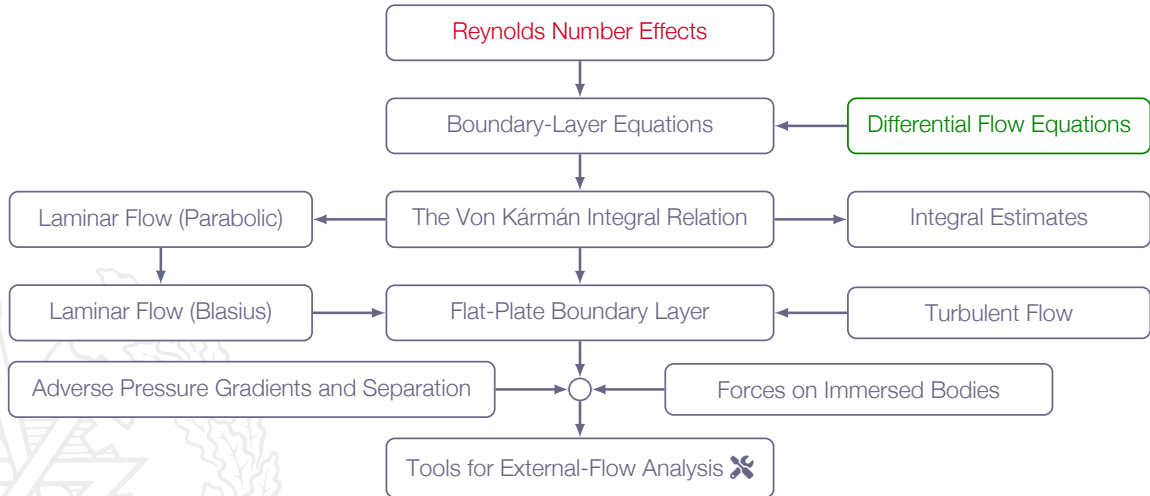 Reynolds Number Effects
Boundary-Layer Equations
Differential Flow Equations
Laminar Flow (Parabolic)
The Von Kármán Integral Relation
Integral Estimates
Laminar Flow (Blasius)
Flat-Plate Boundary Layer
Turbulent Flow
Adverse Pressure Gradients and Separation
Forces on Immersed Bodies
Tools for External-Flow Analysis